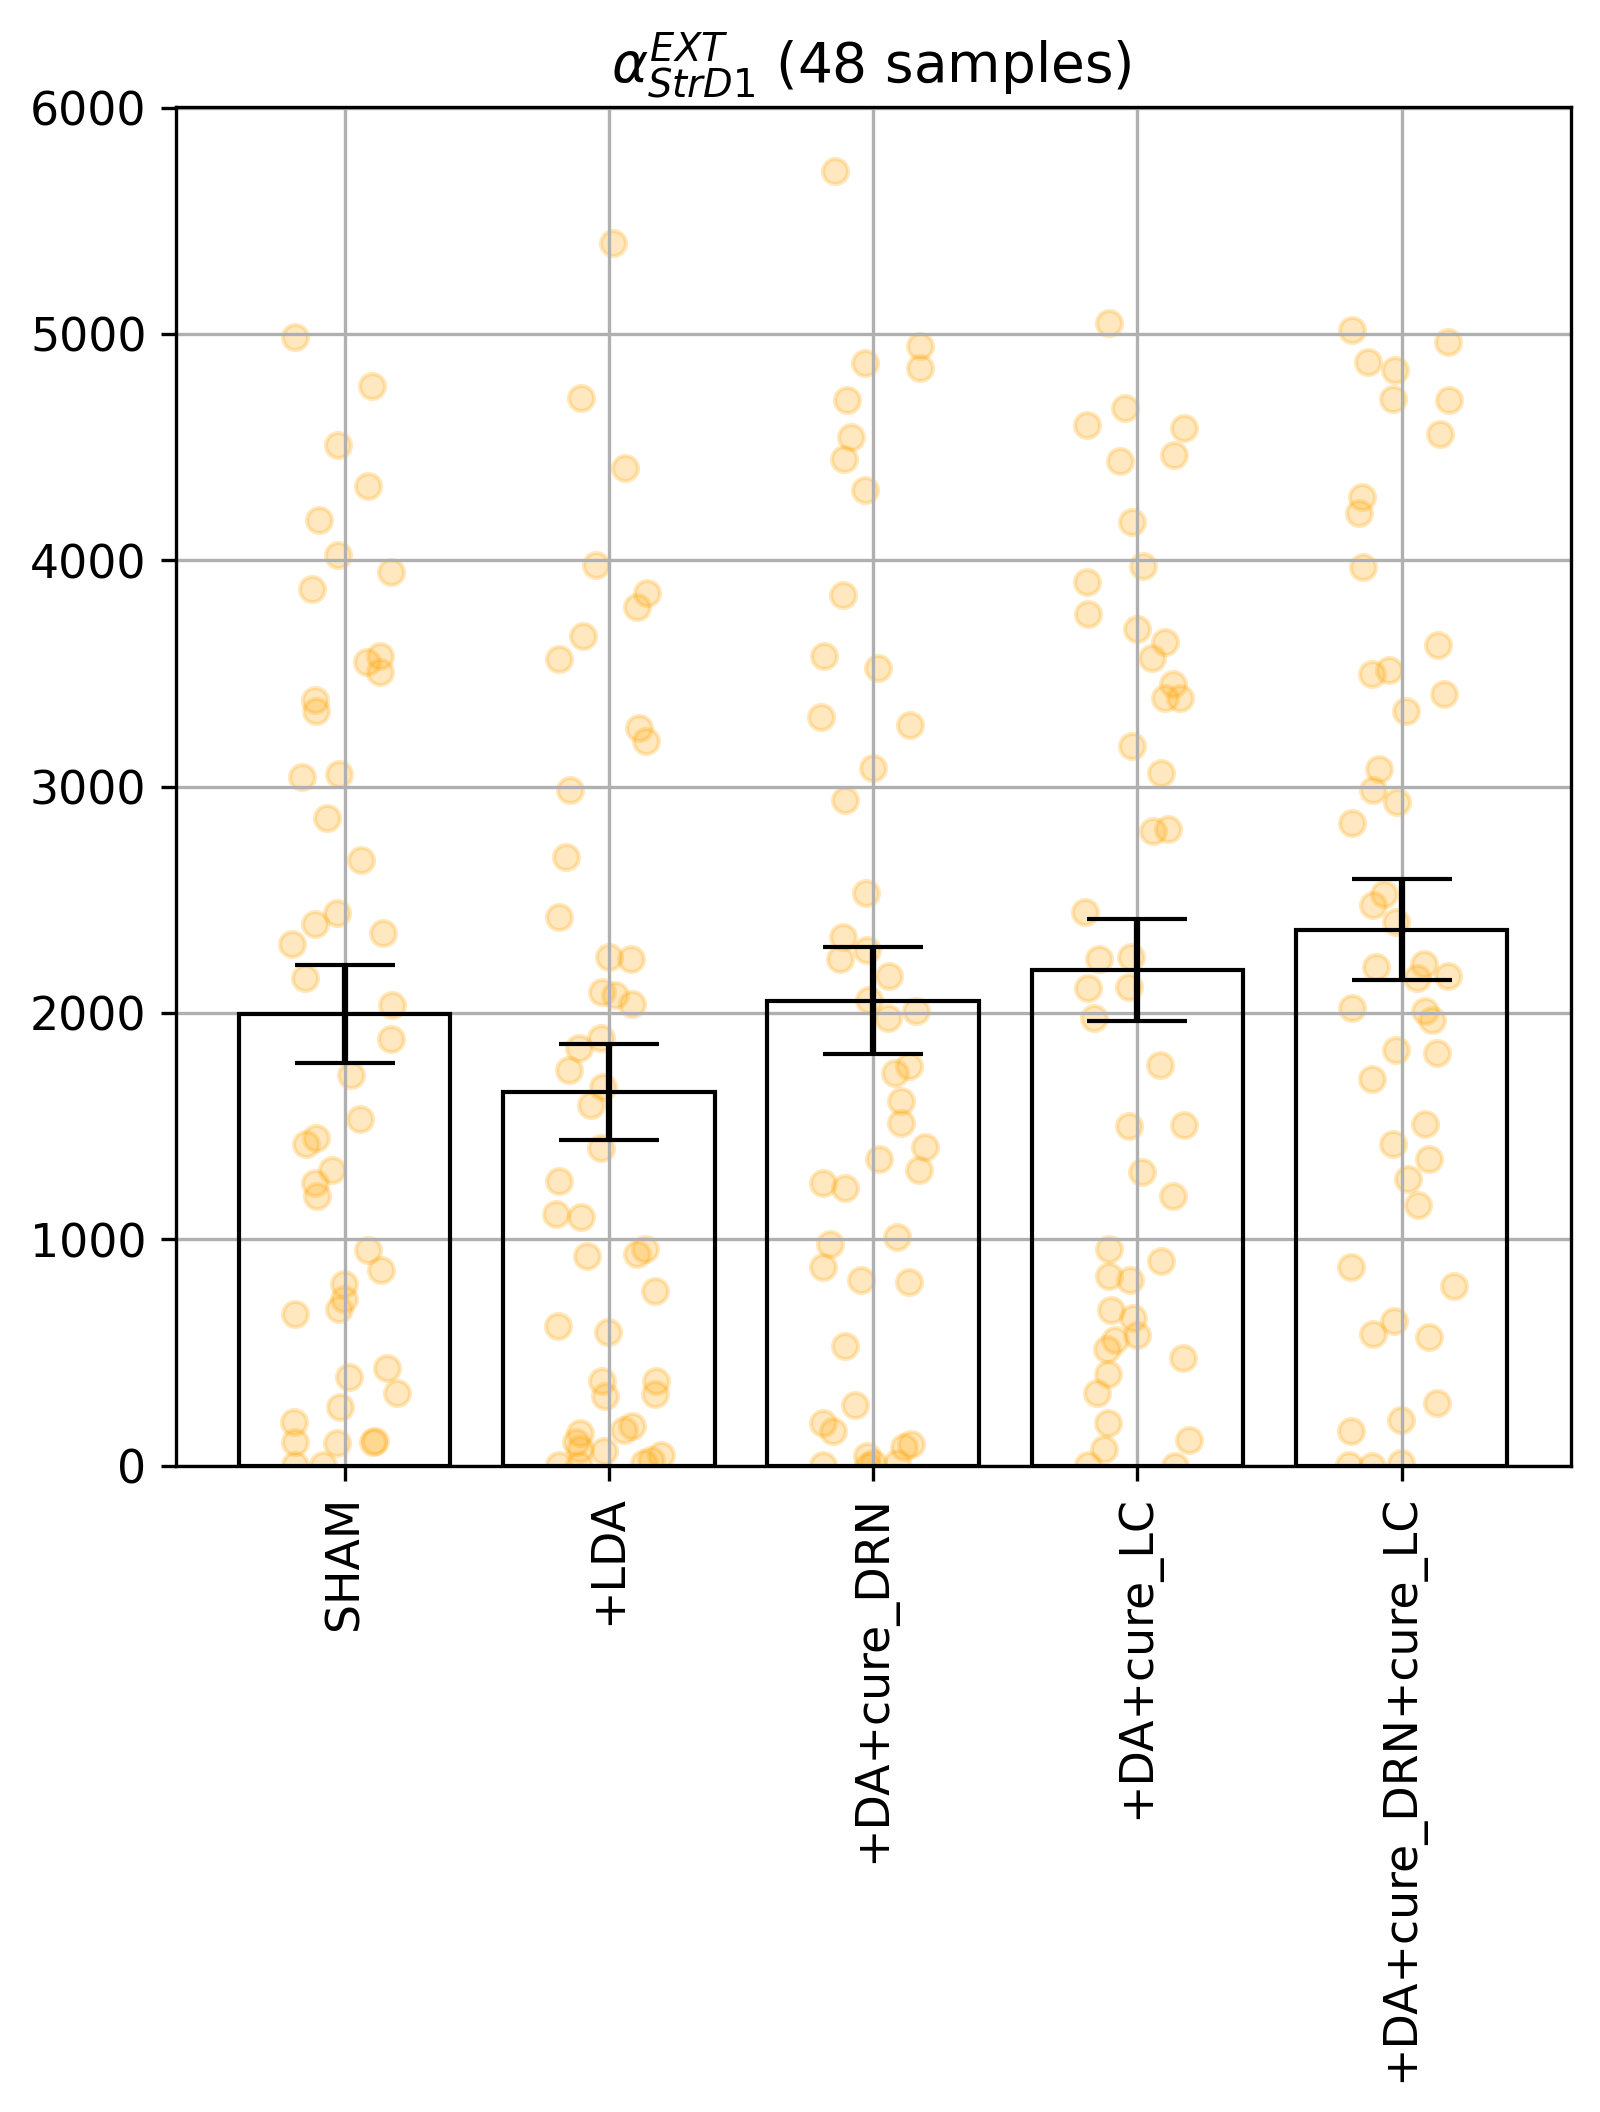 α^{EXT}_{StrD1} (48 samples)
6000
5000
4000
3000
2000
1000
0
SHAM
+LDA
+DA+cure_DRN
+DA+cure_LC
+DA+cure_DRN+cure_LC